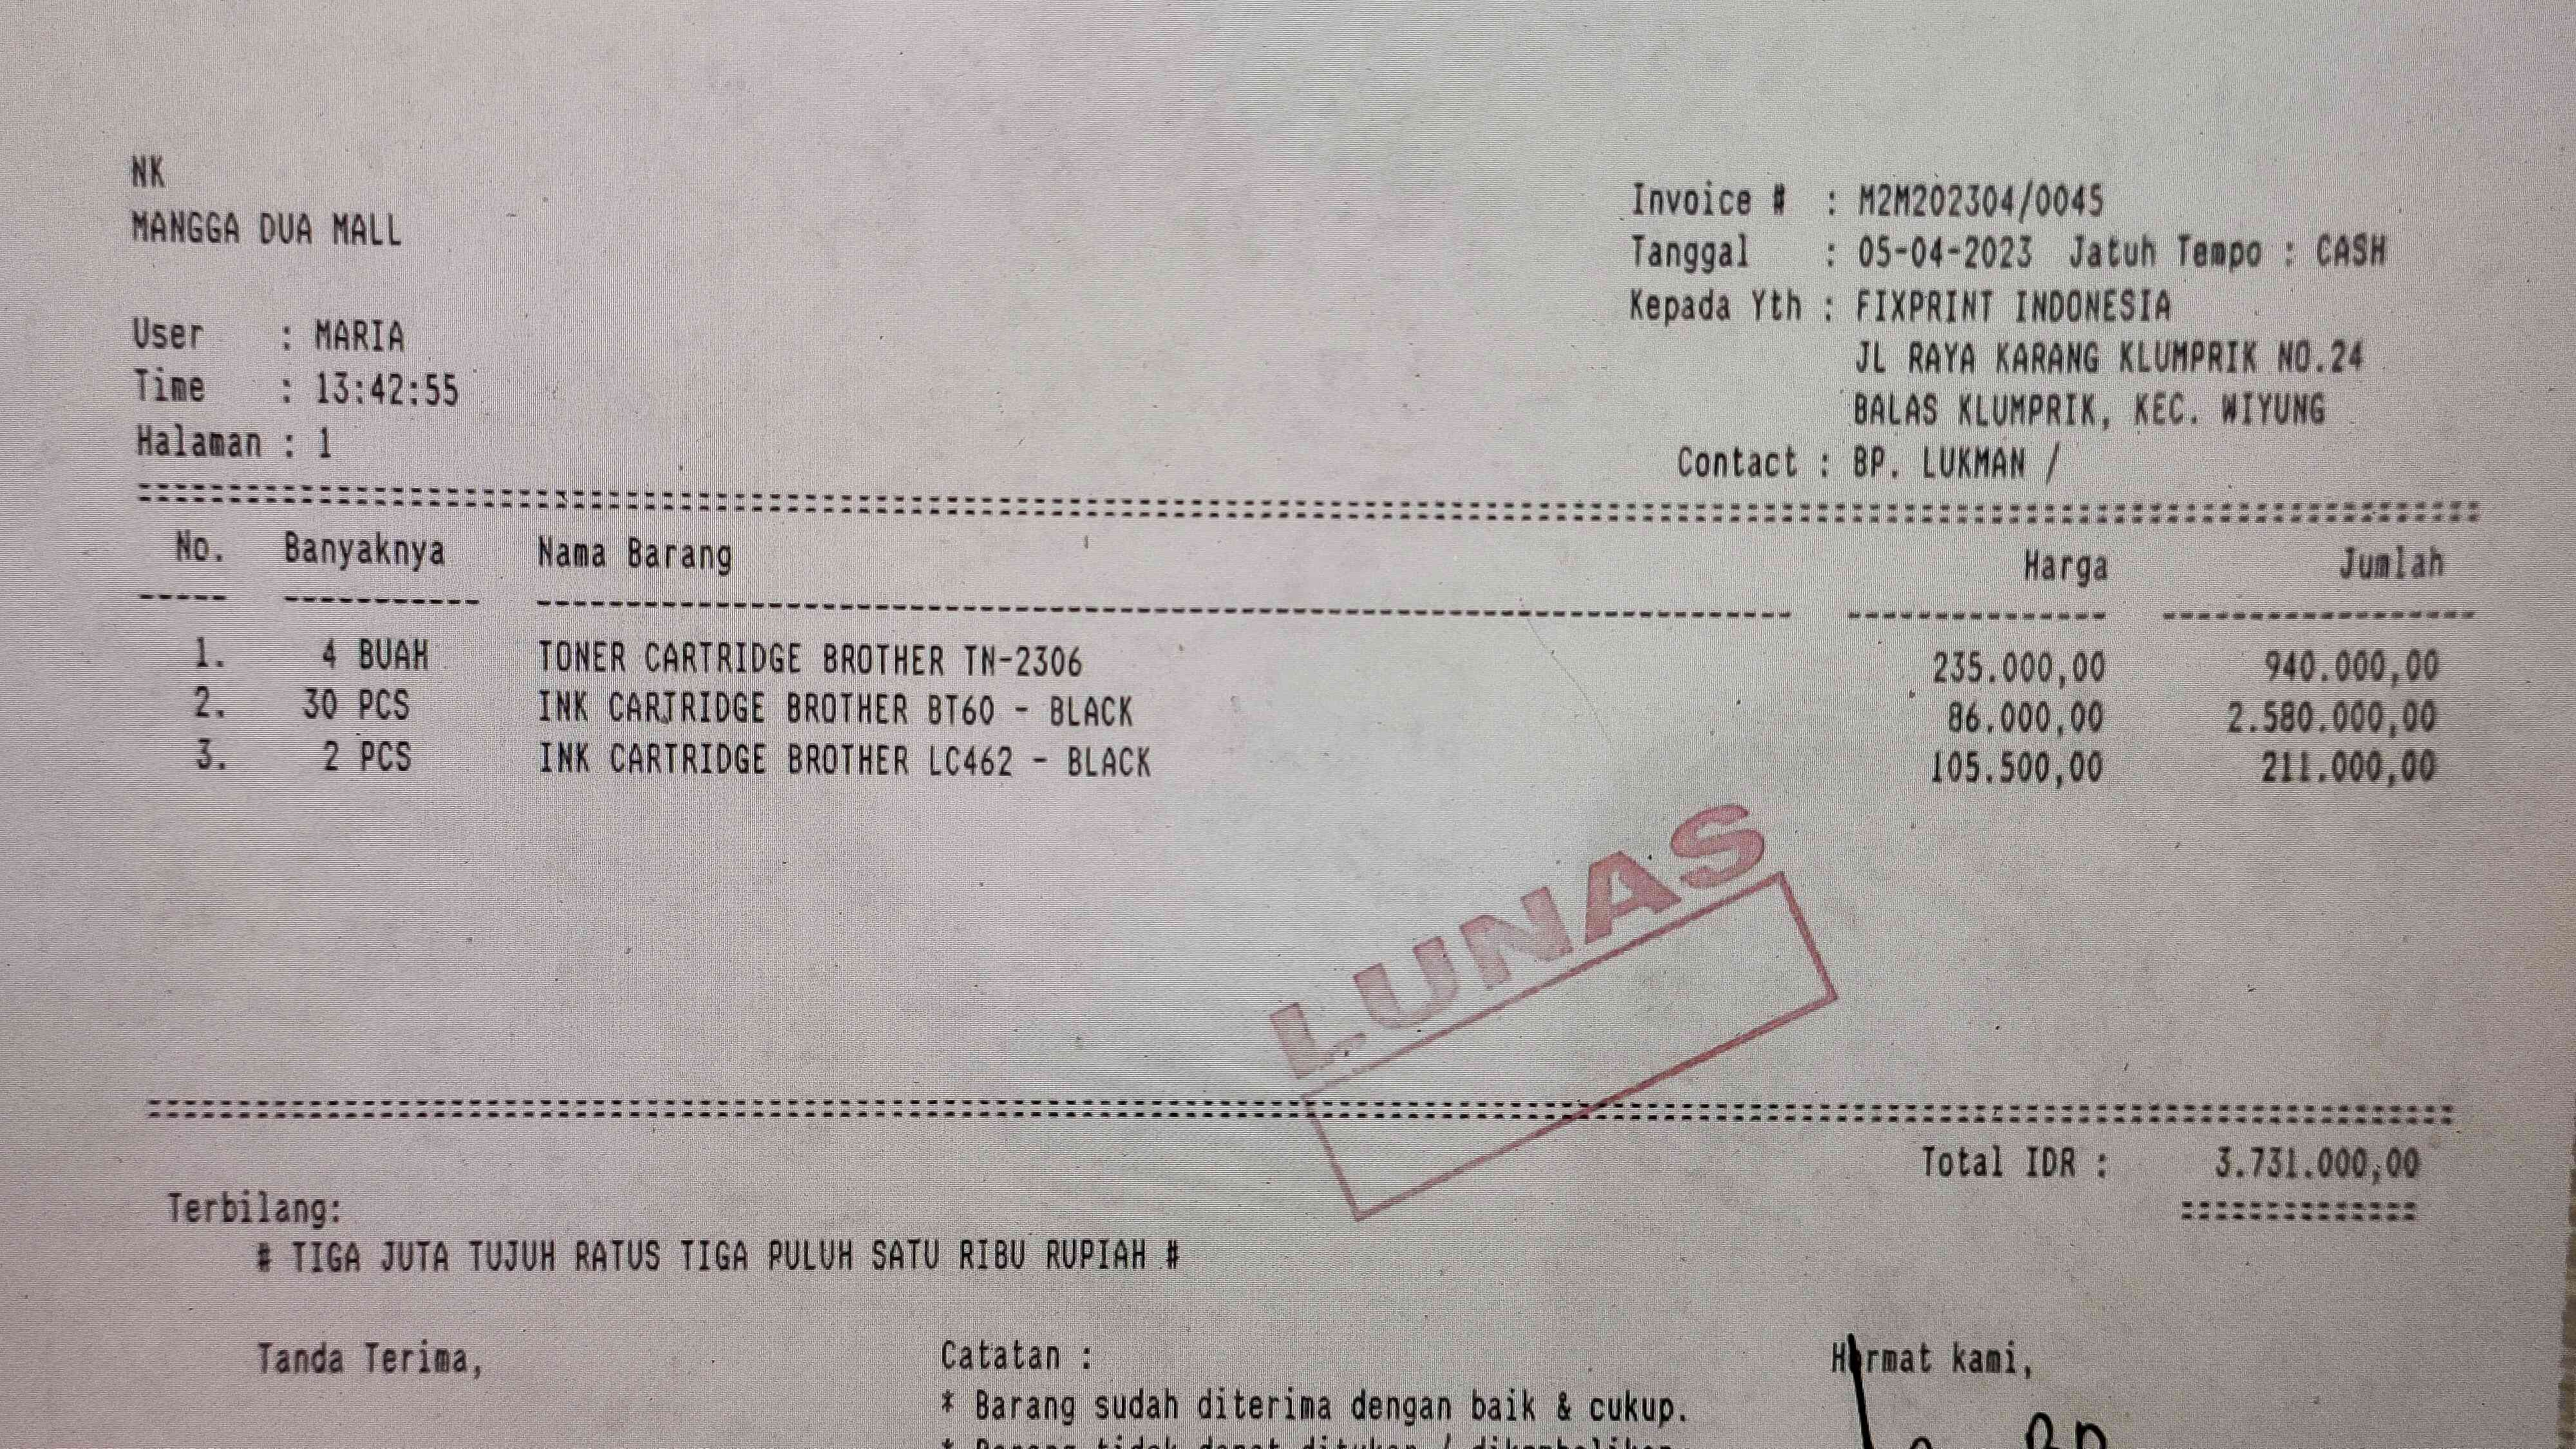 NK
MANGGA DUA MALL
User : MARIA
Time : 13:42:55
Halaman : 1
Invoice # : M2M202304/0045
Tanggal : 05-04-2023 Jatuh Tempo : CASH
Kepada Yth : FIXPRINT INDONESIA
JL RAYA KARANG KLUMPRIK NO.24
BALAS KLUMPRIK, KEC. WIYUNG
Contact : BP. LUKMAN /
No. Banyaknya Nama Barang Harga Jumlah
1. 4 BUAH TONER CARTRIDGE BROTHER TN-2306 235.000,00 940.000,00
2. 30 PCS INK CARTRIDGE BROTHER BT60 - BLACK 86.000,00 2.580.000,00
3. 2 PCS INK CARTRIDGE BROTHER LC462 - BLACK 105.500,00 211.000,00
LUNAS
Total IDR : 3.731.000,00
Terbilang:
# TIGA JUTA TUJUH RATUS TIGA PULUH SATU RIBU RUPIAH #
Tanda Terima,
Catatan :
* Barang sudah diterima dengan baik & cukup.
Hormat kami,